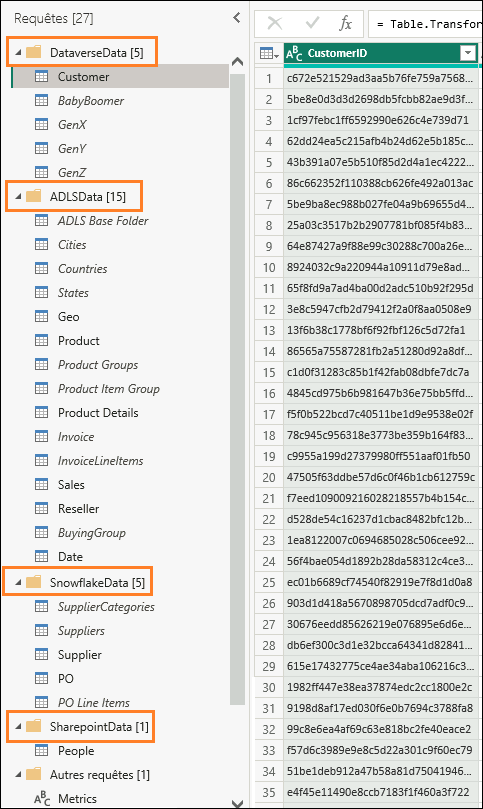 Requêtes [27]
DataverseData [5]
Customer
BabyBoomer
GenX
GenY
GenZ
ADLSData [15]
ADLS Base Folder
Cities
Countries
States
Geo
Product
Product Groups
Product Item Group
Product Details
Invoice
InvoiceLineItems
Sales
Reseller
BuyingGroup
Date
SnowflakeData [5]
SupplierCategories
Suppliers
Supplier
PO
PO Line Items
SharepointData [1]
People
Autres requêtes [1]
Metrics
= Table.Transfor
CustomerID
1 c672e521529ad3aa5b76fe759a7568...
2 5be8e0d3d3d2698db5fcbb82ae9d3f...
3 1cf97febc1ff6592990e626c4e739d71
4 62dd24ea5c215afb4b24d62e5b185c...
5 43b391a07e5b510f85d2d4a1ec4222...
6 86c662352f110388cb626fe492a013ac
7 5be9ba8ec988b027fe04a9b69655d4...
8 25a03c3517b2b2907781bf085f4b83...
9 64e87427a9f88e99c30288c700a26e...
10 8924032c9a220944a10911d79e8ad...
11 65f8fd9a7ad4ba00d2adc510b92f295d
12 3e8c5947cfb2d79412f2a0f8aa0508e9
13 13f6b38c1778bf6f92fbf126c5d72fa1
14 86565a75587281fb2a51280d92a8df...
15 c1d0f31283c85b1f42fab08dbfe7dc7a
16 4845cd975b6b981647b36e75bb5ffd...
17 f5f0b522bcd7c40511be1d9e9538e02f
18 78c945c956318e3773be359b164f83...
19 c9955a199d27379980ff551aaf01fb50
20 47505f63ddbe57d6c0f46b1cb612759c
21 f7eed109009216028218557b4b154c...
22 d528de54c16237d1cbac8482bfc12b...
23 1ea8122007c0694685028c506cee92...
24 56f4bae054d1892b28da58312c4ce3...
25 ec01b6689cf74540f82919e7f8d1d0a8
26 903d1d418a5670898705dcd7adf0c9...
27 30676eedd85626219e076895e6d6e...
28 db6ef300c3d1e32bcca64341d82841...
29 615e17432775ce4ae34aba106216c3...
30 1982ff447e38ea37874edc2cc1800e2c
31 9198d8af17ed030f6e0b7694c3788fa8
32 99c8e6ea4af69c63e818bc2fe40eace2
33 f57d6c3989e9e8c5d22a301c9f60ec79
34 51be1deb912a47b58a81d75041946...
35 e4f45e11490e8ccb7183f1f460a3f722